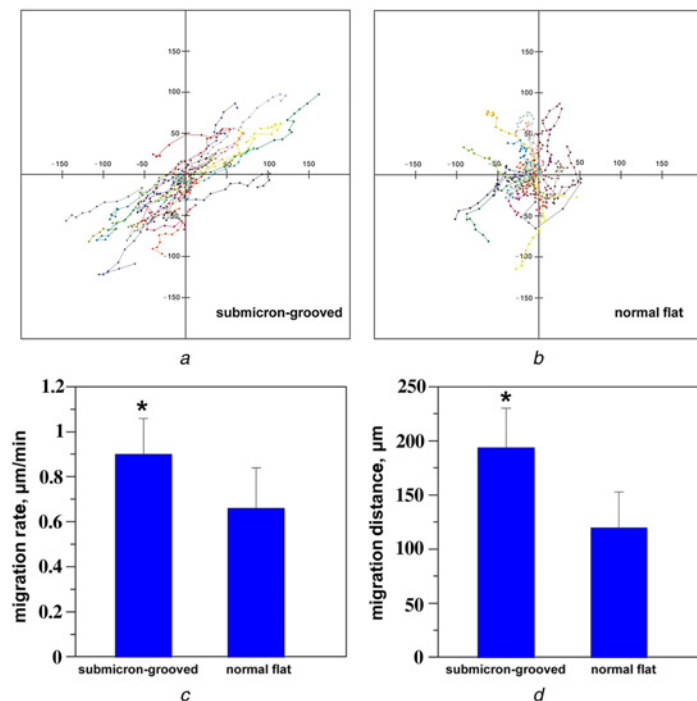 150
100
50
-150 -100 -50 50 100 150
-50
-100
-150
submicron-grooved
a
150
100
50
-150 -100 -50 50 100 150
-50
-100
-150
normal flat
b
1.2
1
0.8
0.6
0.4
0.2
0
migration rate, μm/min
*
submicron-grooved normal flat
c
250
200
150
100
50
0
migration distance, μm
*
submicron-grooved normal flat
d